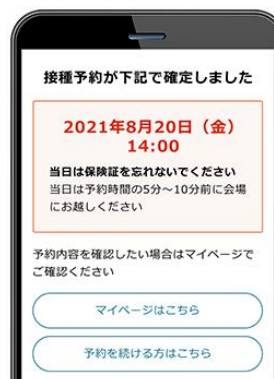 接種予約が下記で確定しました
2021年8月20日（金）
14:00
当日は保険証を忘れないでください
当日は予約時間の5分～10分前に会場
にお越しください
予約内容を確認したい場合はマイページで
ご確認ください
マイページはこちら
予約を続ける方はこちら